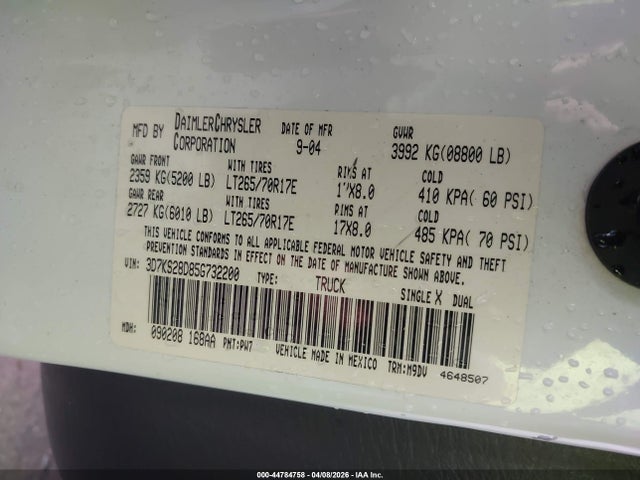 MFD BY DAIMLERCHRYSLER CORPORATION DATE OF MFR 9-04 GVWR 3992 KG(08800 LB)
GAWR FRONT WITH TIRES RIMS AT COLD
2359 KG(5200 LB) LT265/70R17E 1"X8.0 410 KPA( 60 PSI)
GAWR REAR WITH TIRES RIMS AT COLD
2727 KG(6010 LB) LT265/70R17E 17X8.0 485 KPA( 70 PSI)
THIS VEHICLE CONFORMS TO ALL APPLICABLE FEDERAL MOTOR VEHICLE SAFETY AND THEFT
PREVENTION STANDARDS IN EFFECT ON THE DATE OF MANUFACTURE SHOWN ABOVE.
VIN: 3D7KS28D85G732200 TYPE: TRUCK SINGLE X DUAL
MDH: 090208 168AA PNT:PW7 VEHICLE MADE IN MEXICO TRM:M9DV 4648507
000-44784758 | 04/08/2026 | IAA Inc.